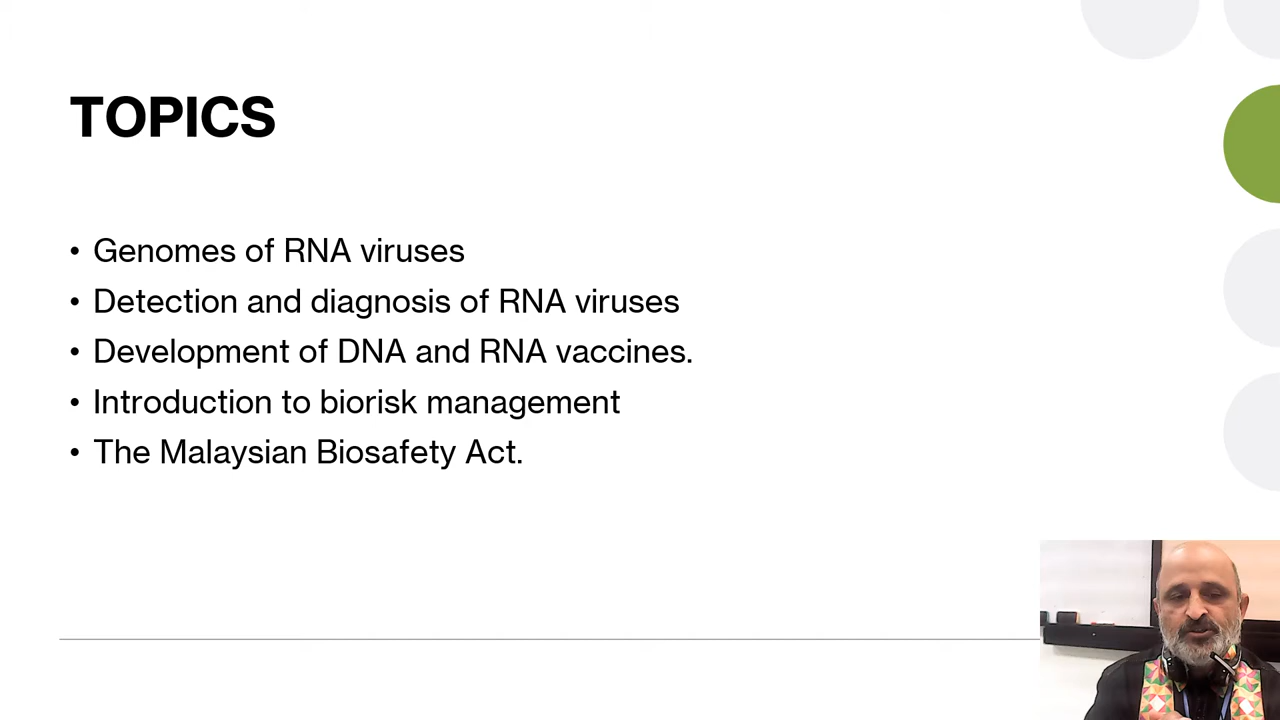 TOPICS
• Genomes of RNA viruses
• Detection and diagnosis of RNA viruses
• Development of DNA and RNA vaccines.
• Introduction to biorisk management
• The Malaysian Biosafety Act.